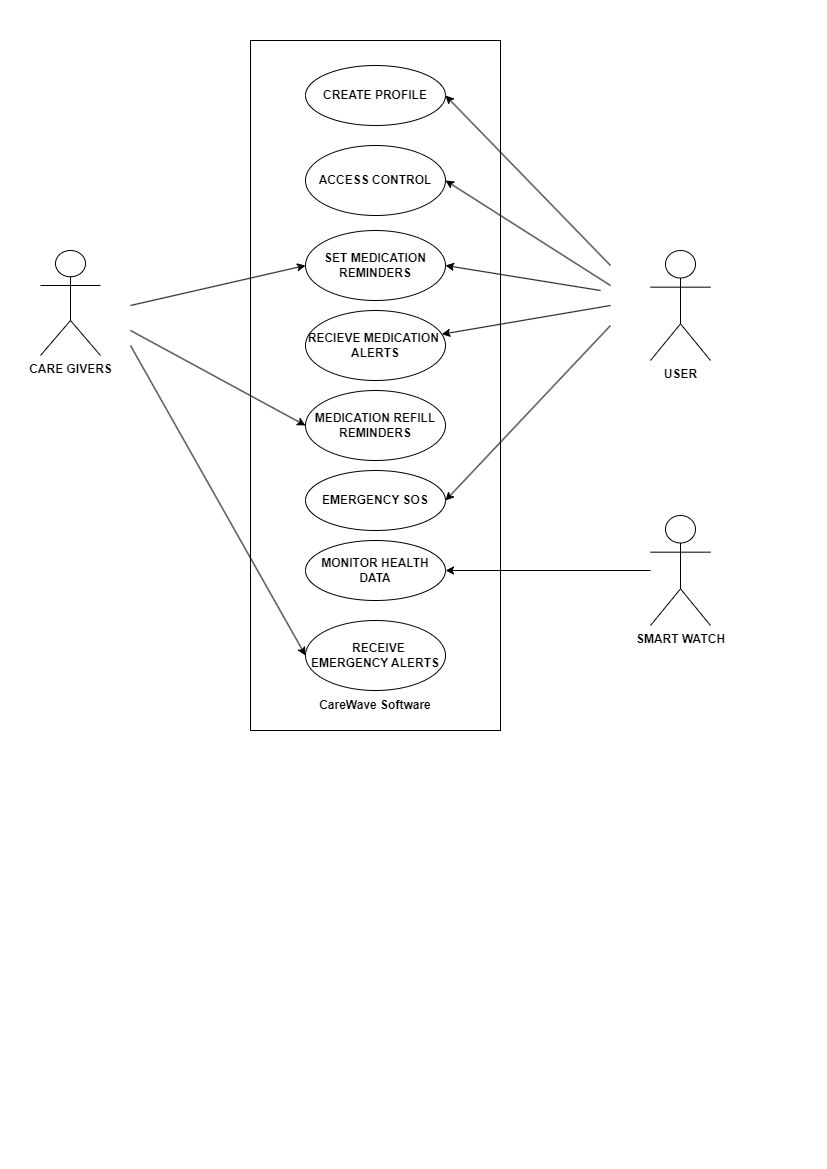 CREATE PROFILE
ACCESS CONTROL
SET MEDICATION
REMINDERS
RECIEVE MEDICATION
ALERTS
CARE GIVERS
USER
MEDICATION REFILL
REMINDERS
EMERGENCY SOS
MONITOR HEALTH
DATA
SMART WATCH
RECEIVE
EMERGENCY ALERTS
CareWave Software